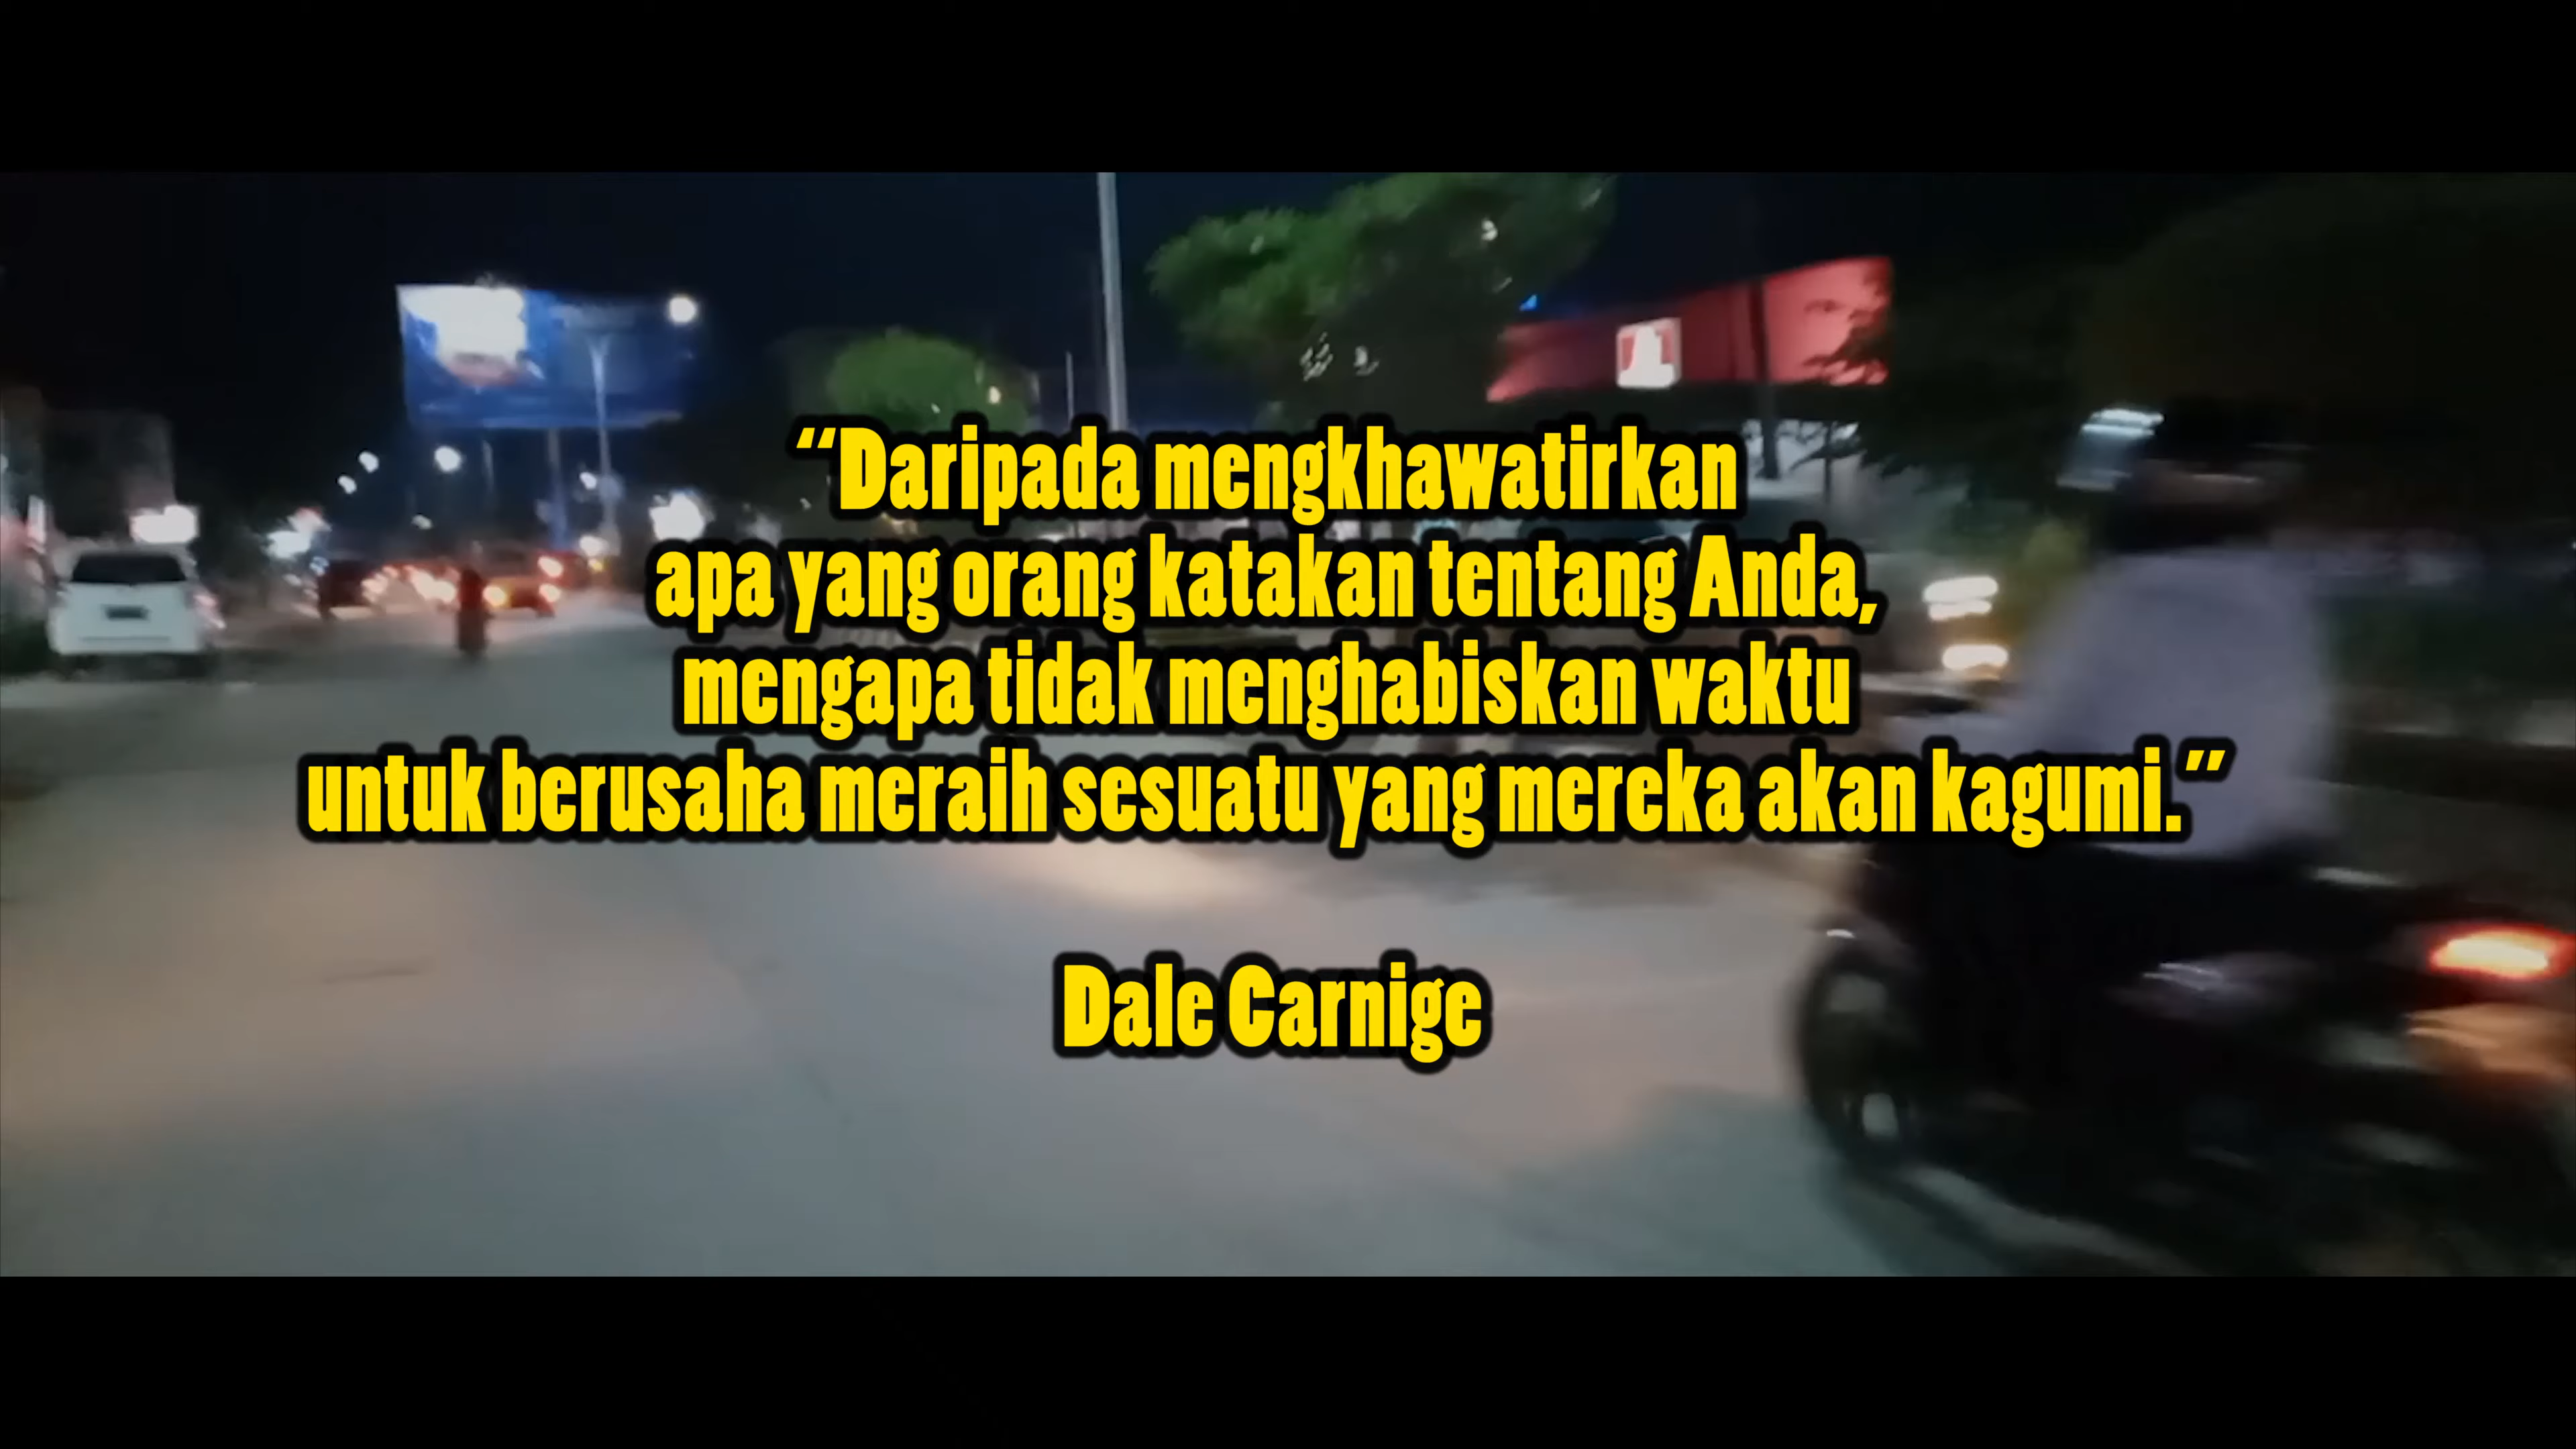 “Daripada mengkhawatirkan
apa yang orang katakan tentang Anda,
mengapa tidak menghabiskan waktu
untuk berusaha meraih sesuatu yang mereka akan kagumi.”
Dale Carnige